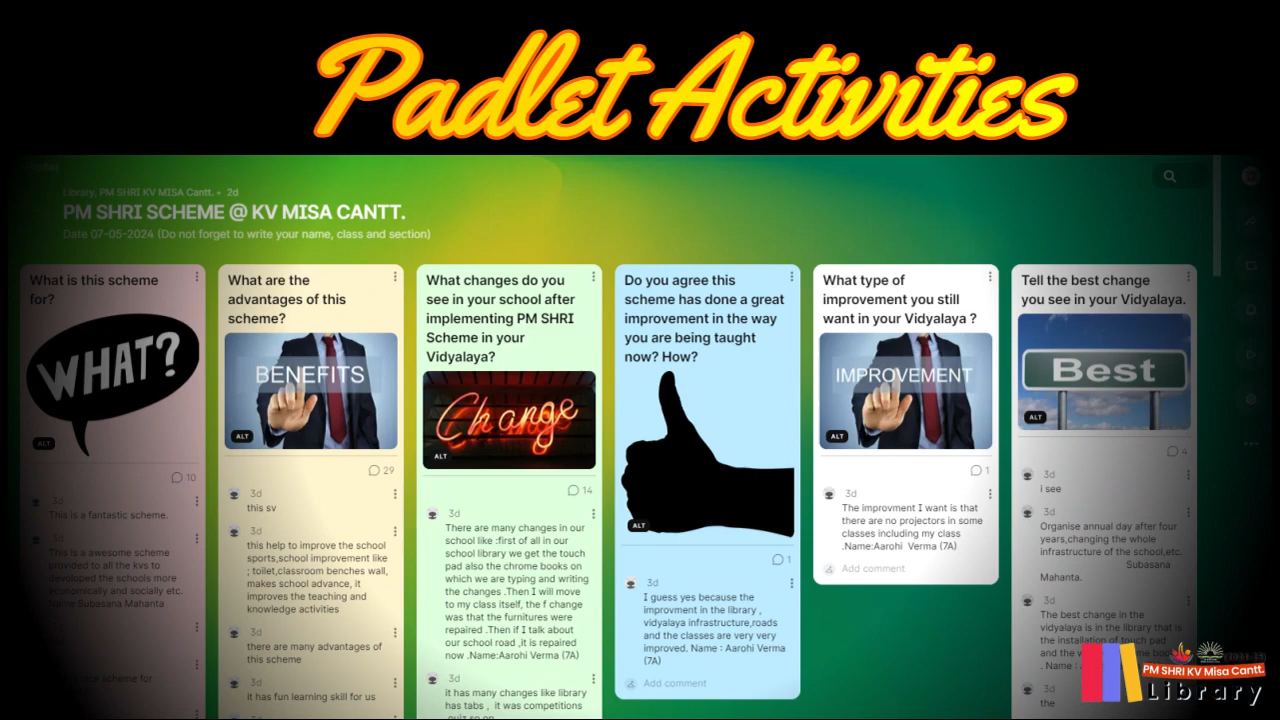 Padlet Activities
Library, PM SHRI KV MISA Cantt. • 2d
PM SHRI SCHEME @ KV MISA CANTT.
Date 07-05-2024 (Do not forget to write your name, class and section)
What is this scheme
for?
WHAT?
ALT
10
3d
This is a fantastic scheme.
3d
This is a awesome scheme
provided to all the kvs to
developed the schools more
economically and socially etc.
Name:Subasana Mahanta
scheme for
What are the
advantages of this
scheme?
BENEFITS
ALT
29
3d
this sv
3d
this help to improve the school
sports,school improvement like
; toilet,classroom benches wall,
makes school advance, it
improves the teaching and
knowledge activities
3d
there are many advantages of
this scheme
3d
it has fun learning skill for us
What changes do you
see in your school after
implementing PM SHRI
Scheme in your
Vidyalaya?
Change
ALT
14
3d
There are many changes in our
school like :first of all in our
school library we get the touch
pad also the chrome books on
which we are typing and writing
the changes .Then I will move
to my class itself, the f change
was that the furnitures were
repaired .Then if I talk about
our school road ,it is repaired
now .Name:Aarohi Verma (7A)
3d
it has many changes like library
has tabs , it was competitions
quiz so on
Do you agree this
scheme has done a great
improvement in the way
you are being taught
now? How?
ALT
1
3d
I guess yes because the
improvment in the library ,
vidyalaya infrastructure,roads
and the classes are very very
improved. Name : Aarohi Verma
(7A)
Add comment
What type of
improvement you still
want in your Vidyalaya ?
IMPROVEMENT
ALT
1
3d
The improvment I want is that
there are no projectors in some
classes including my class
.Name:Aarohi Verma (7A)
Add comment
Tell the best change
you see in your Vidyalaya.
Best
ALT
4
3d
i see
3d
Organise annual day after four
years,changing the whole
infrastructure of the school,etc.
Subasana
Mahanta.
3d
The best change in the
vidyalaya is in the library that is
the installation of touch pad
and the
. Name :
3d
the
PM SHRI KV Misa Cantt.
Library